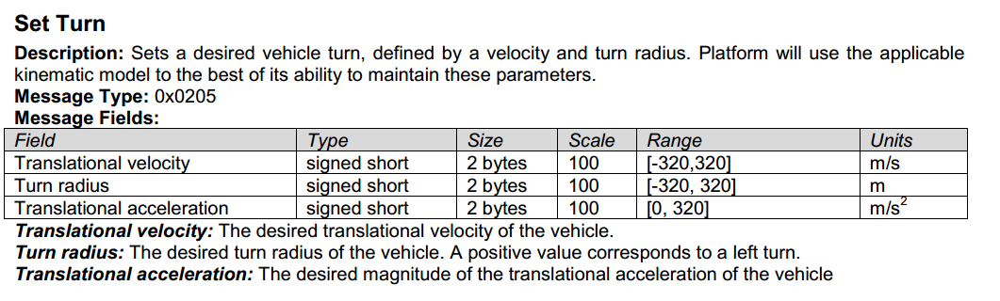 Set Turn
Description: Sets a desired vehicle turn, defined by a velocity and turn radius. Platform will use the applicable
kinematic model to the best of its ability to maintain these parameters.
Message Type: 0x0205
Message Fields:
Field Type Size Scale Range Units
Translational velocity signed short 2 bytes 100 [-320,320] m/s
Turn radius signed short 2 bytes 100 [-320, 320] m
Translational acceleration signed short 2 bytes 100 [0, 320] m/s²
Translational velocity: The desired translational velocity of the vehicle.
Turn radius: The desired turn radius of the vehicle. A positive value corresponds to a left turn.
Translational acceleration: The desired magnitude of the translational acceleration of the vehicle